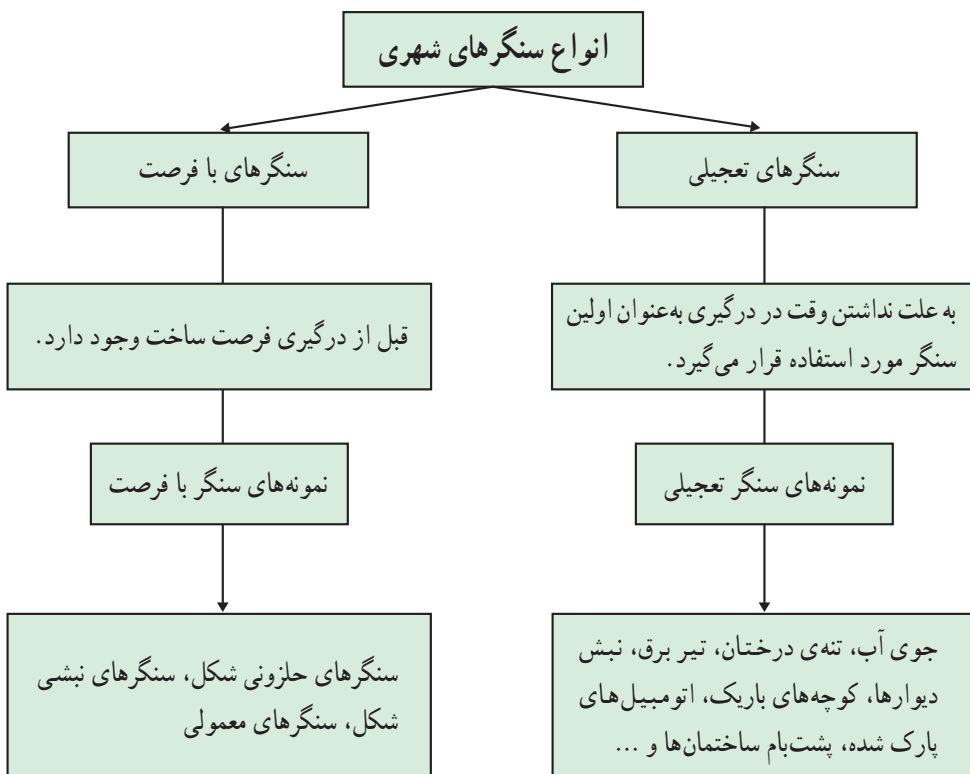 انواع سنگرهای شهری
سنگرهای تعجیلی
به علت نداشتن وقت در درگیری به‌عنوان اولین
سنگر مورد استفاده قرار می‌گیرد.
نمونه‌های سنگر تعجیلی
جوی آب، تنه‌ی درختان، تیر برق، نبش
دیوارها، کوچه‌های باریک، اتومبیل‌های
پارک شده، پشت‌بام ساختمان‌ها و ...
سنگرهای با فرصت
قبل از درگیری فرصت ساخت وجود دارد.
نمونه‌های سنگر با فرصت
سنگرهای حلزونی شکل، سنگرهای نبشی
شکل، سنگرهای معمولی